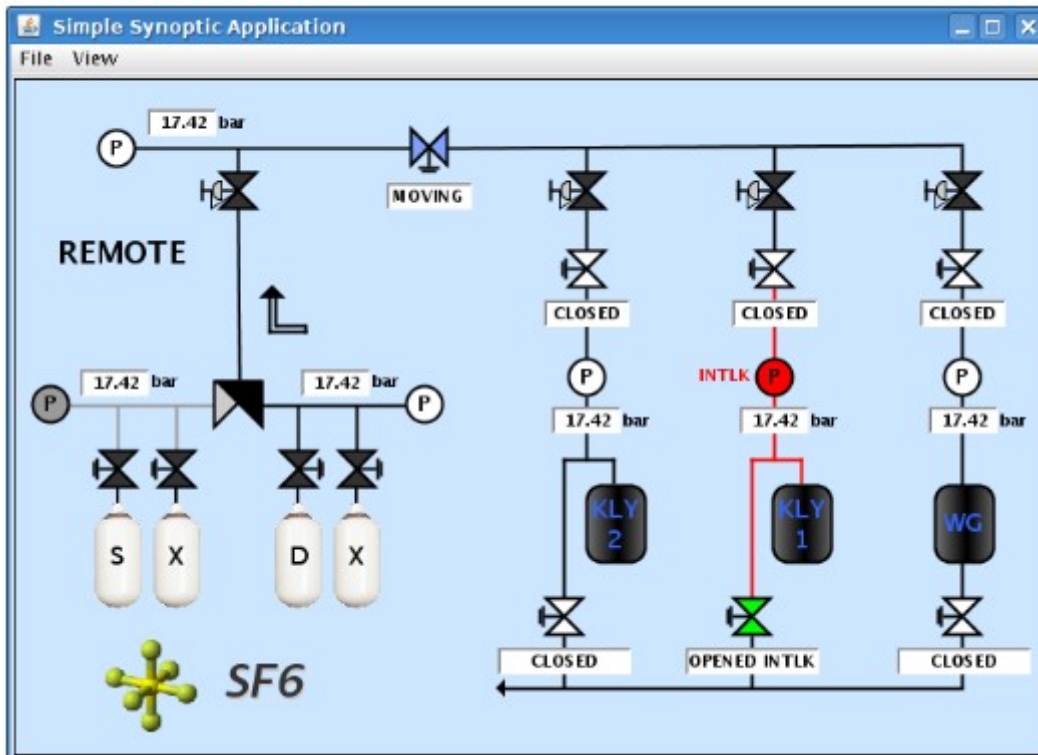 Simple Synoptic Application
File View
17.42 bar
P
MOVING
REMOTE
CLOSED CLOSED CLOSED
17.42 bar 17.42 bar
P P P INTLK P P
17.42 bar 17.42 bar 17.42 bar
KLY 2
KLY 1
WG
S X D X
CLOSED OPENED INTLK CLOSED
SF6